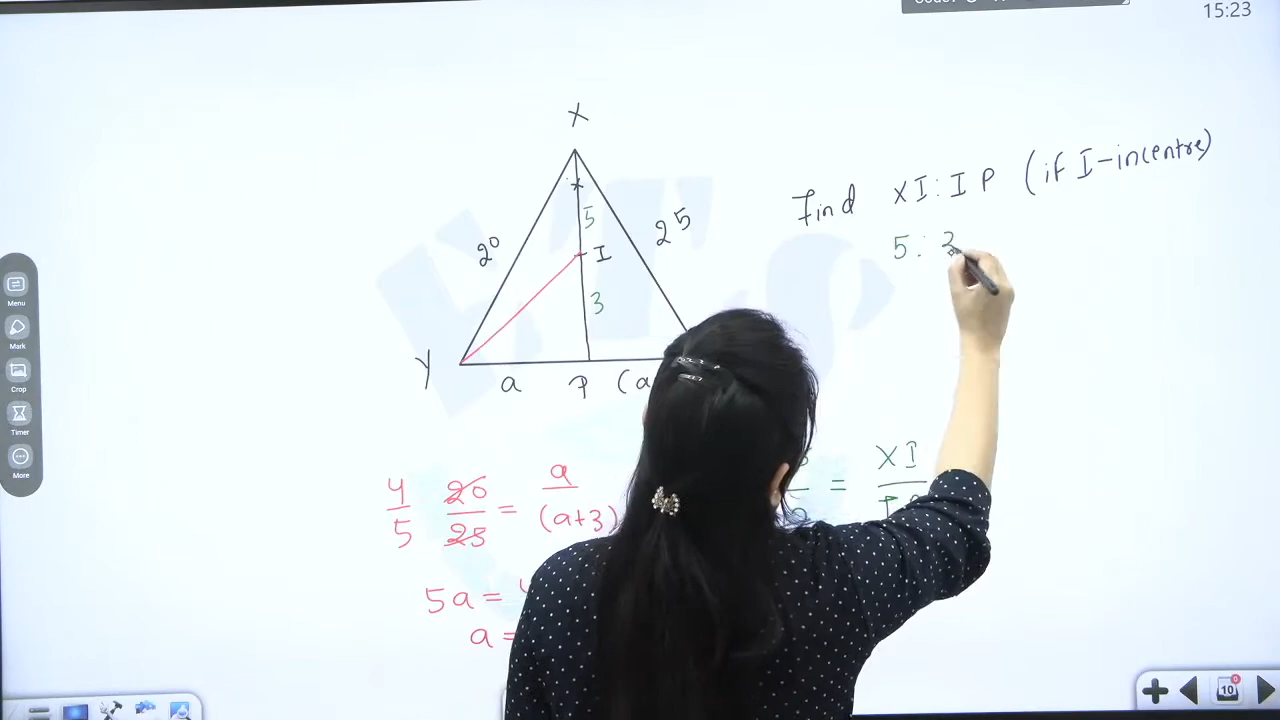 15:23
X
Find XI : IP (if I-incentre)
5 : 3
20
5
25
I
3
Y
a
P
(a
Menu
Mark
Crop
Timer
More
4/5 20/25 = a/(a+3)
= XI
5a =
a =
10